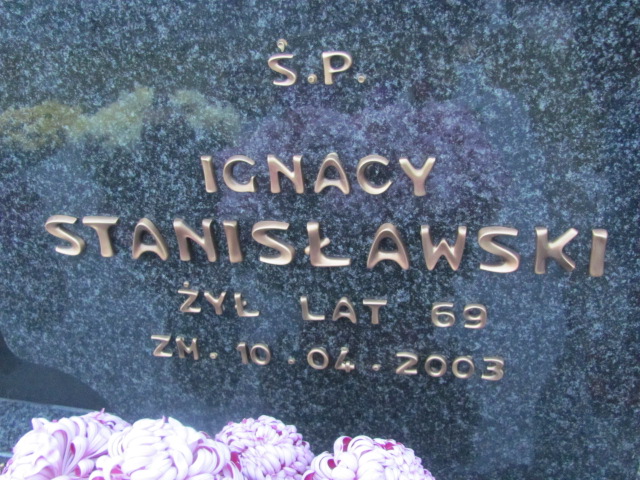 Ś.P.
IGNACY
STANISŁAWSKI
ŻYŁ LAT 69
ZM. 10.04.2003